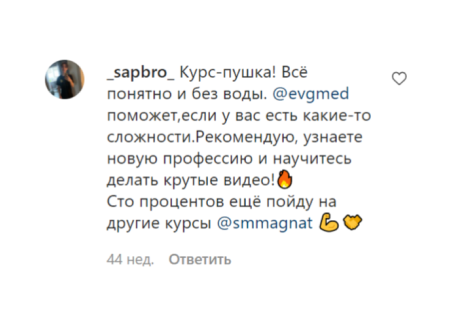 _sapbro_ Курс-пушка! Всё
понятно и без воды. @evgmed
поможет,если у вас есть какие-то
сложности.Рекомендую, узнаете
новую профессию и научитесь
делать крутые видео!🔥
Сто процентов ещё пойду на
другие курсы @smmagnat 💪🤝
44 нед. Ответить